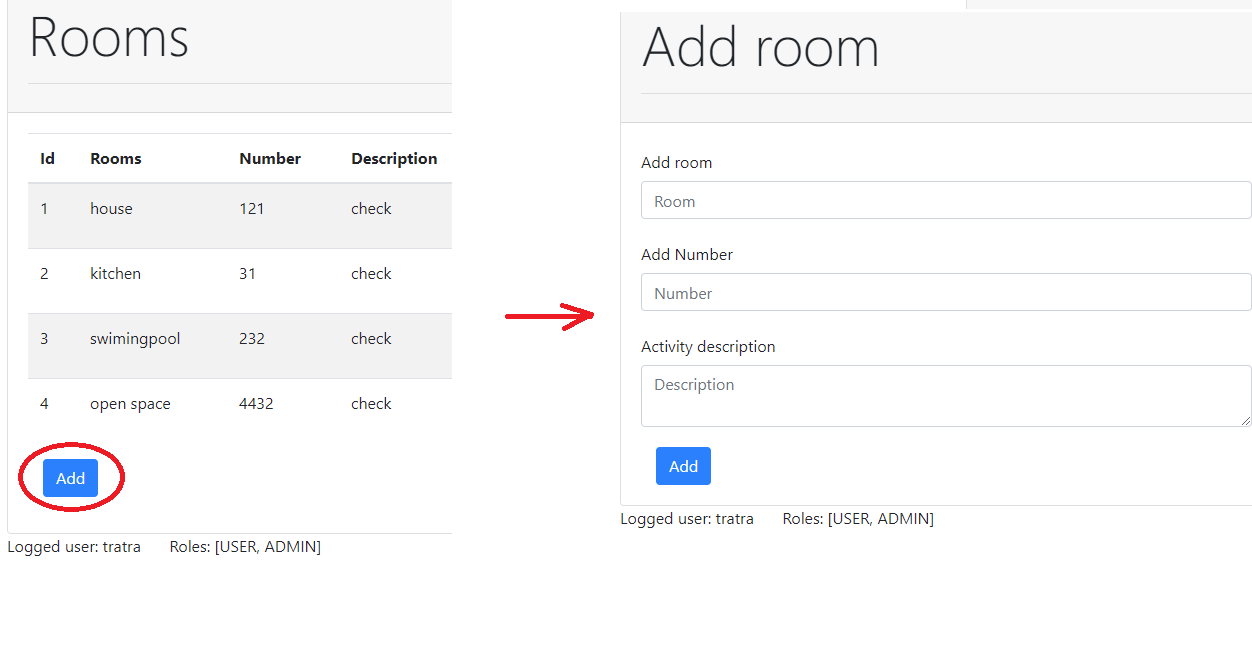 Rooms
Id Rooms Number Description
1 house 121 check
2 kitchen 31 check
3 swimingpool 232 check
4 open space 4432 check
Add
Logged user: tratra Roles: [USER, ADMIN]
Add room
Add room
Room
Add Number
Number
Activity description
Description
Add
Logged user: tratra Roles: [USER, ADMIN]